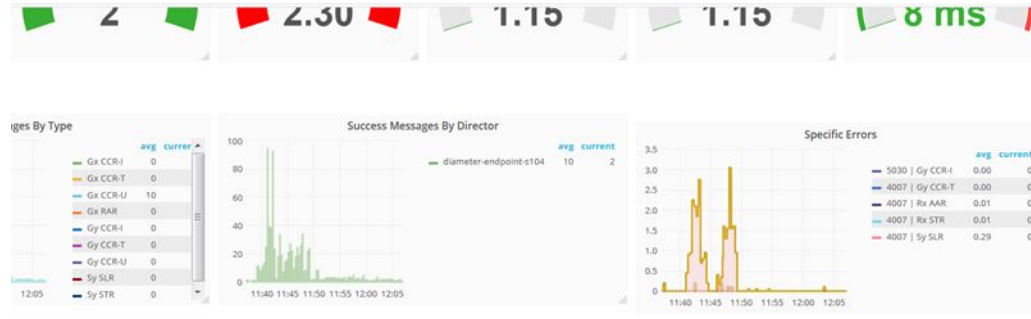 2
2.30
1.15
1.15
8 ms
ges By Type
avg
Gx CCR-I 0
Gx CCR-T 0
Gx CCR-U 10
Gx RAR 0
Gy CCR-I 0
Gy CCR-T 0
Gy CCR-U 0
Sy SLR 0
Sy STR 0
12:05
Success Messages By Director
avg current
diameter-endpoint-s104 10 2
100
80
60
40
20
0
11:40 11:45 11:50 11:55 12:00 12:05
Specific Errors
avg current
5030 | Gy CCR-I 0.00 0
4007 | Gy CCR-T 0.00 0
4007 | Rx AAR 0.01 0
4007 | Rx STR 0.01 0
4007 | Sy SLR 0.29 0
3.5
3.0
2.5
2.0
1.5
1.0
0.5
0
11:40 11:45 11:50 11:55 12:00 12:05